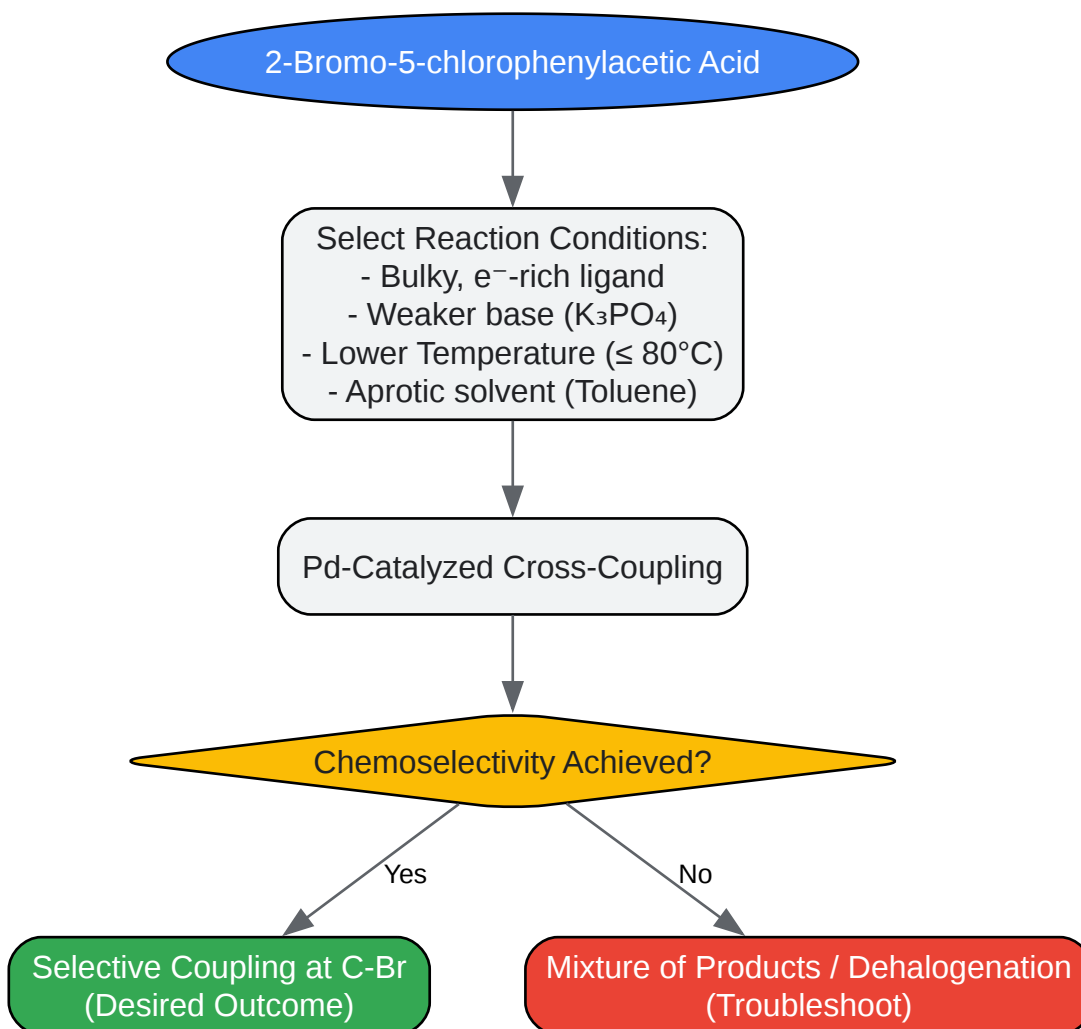 2-Bromo-5-chlorophenylacetic Acid
Select Reaction Conditions:
- Bulky, e⁻-rich ligand
- Weaker base (K₃PO₄)
- Lower Temperature (≤ 80°C)
- Aprotic solvent (Toluene)
Pd-Catalyzed Cross-Coupling
Chemoselectivity Achieved?
Yes
No
Selective Coupling at C-Br
(Desired Outcome)
Mixture of Products / Dehalogenation
(Troubleshoot)